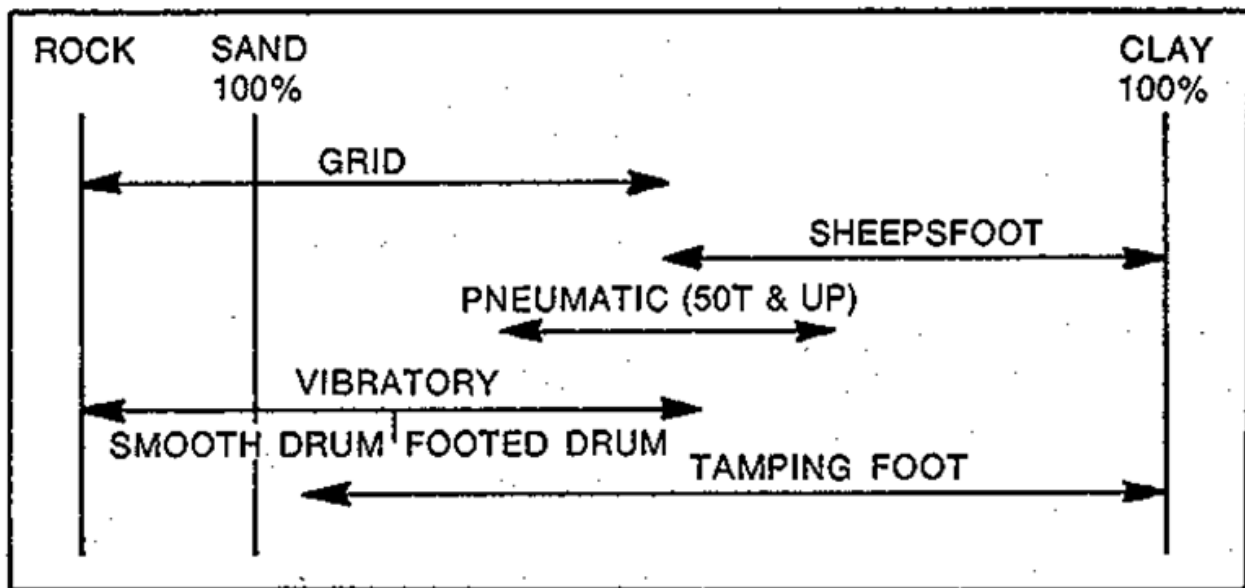 ROCK
SAND
100%
CLAY
100%
GRID
SHEEPSFOOT
PNEUMATIC (50T & UP)
VIBRATORY
SMOOTH DRUM FOOTED DRUM
TAMPING FOOT